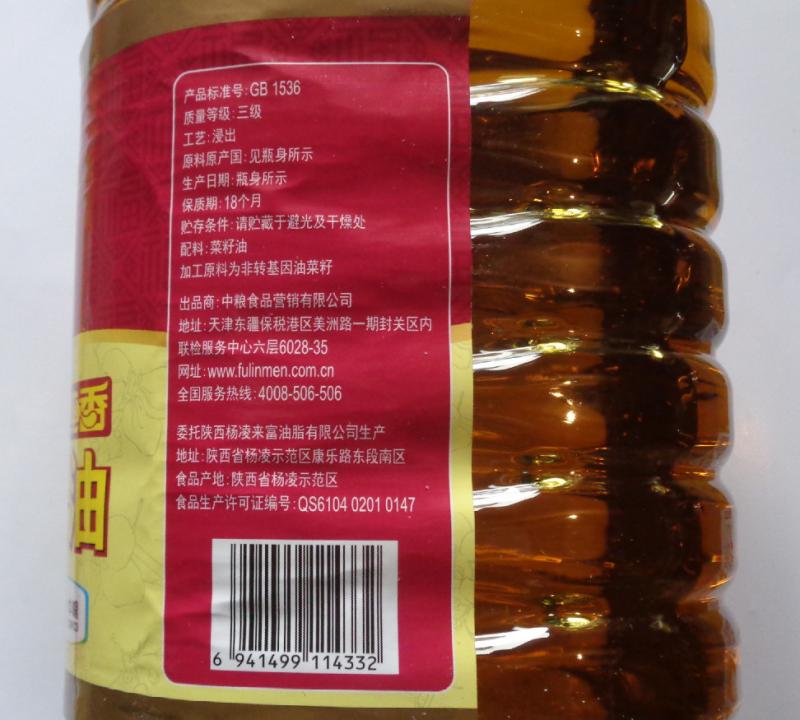 产品标准号:GB 1536
质量等级:三级
工艺:浸出
原料原产国:见瓶身所示
生产日期:瓶身所示
保质期:18个月
贮存条件:请贮藏于避光及干燥处
配料:菜籽油
加工原料为非转基因油菜籽
出品商:中粮食品营销有限公司
地址:天津东疆保税港区美洲路一期封关区内
联检服务中心六层6028-35
网址:www.fulinmen.com.cn
全国服务热线:4008-506-506
委托陕西杨凌来富油脂有限公司生产
地址:陕西省杨凌示范区康乐路东段南区
食品产地:陕西省杨凌示范区
食品生产许可证编号:QS6104 0201 0147
香
油
6 941499 114332